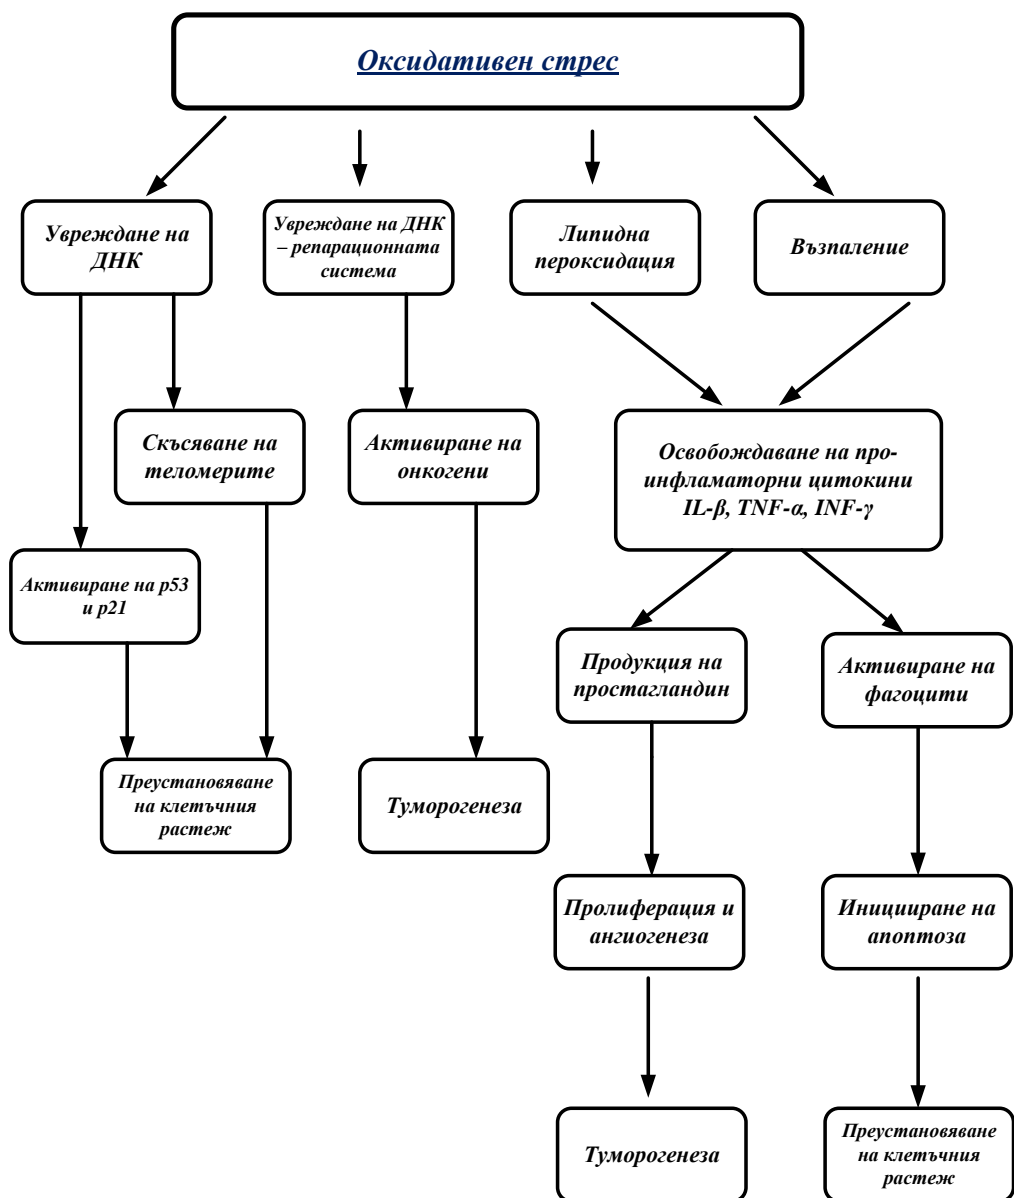 Оксидативен стрес
Увреждане на
ДНК
Увреждане на ДНК
– репарационната
система
Липидна
пероксидация
Възпаление
Скъсяване на
теломерите
Активиране на
онкогени
Освобождаване на про-
инфламаторни цитокини
IL-β, TNF-α, INF-γ
Активиране на p53
и p21
Продукция на
простагландин
Активиране на
фагоцити
Преустановяване
на клетъчния
растеж
Туморогенеза
Пролиферация и
ангиогенеза
Иницииране на
апоптоза
Туморогенеза
Преустановяване
на клетъчния
растеж